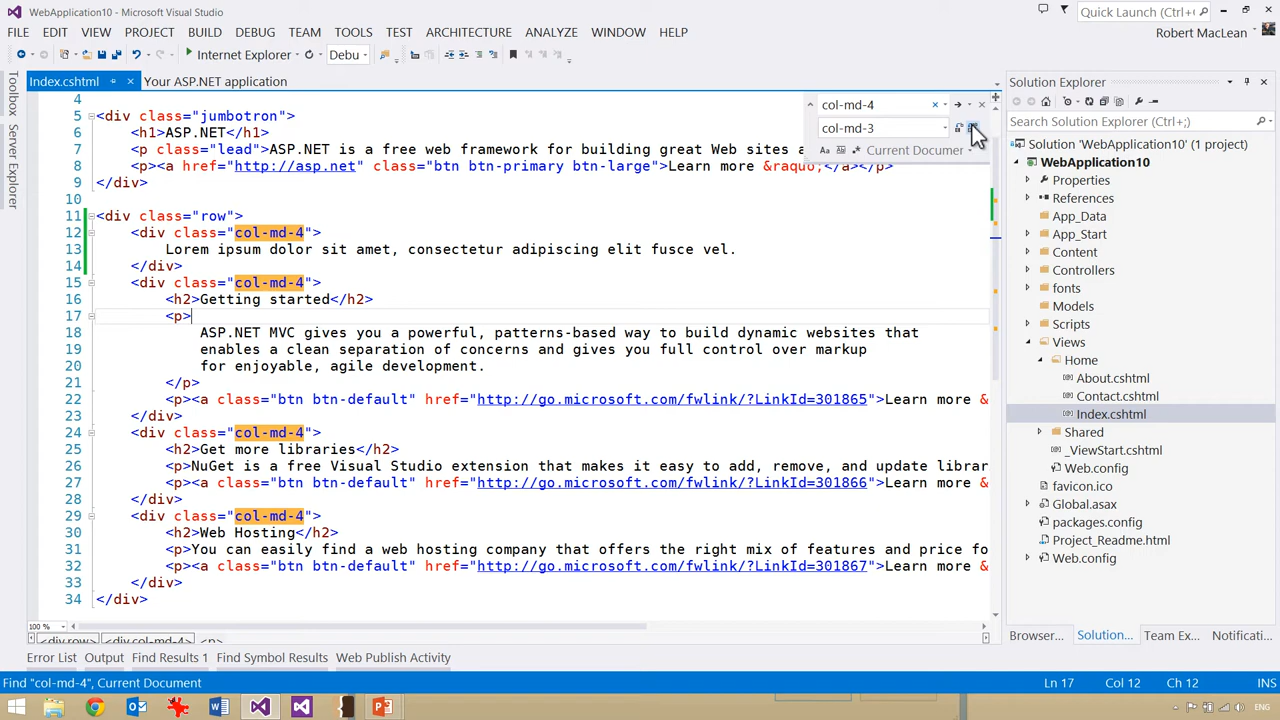 WebApplication10 - Microsoft Visual Studio
Quick Launch (Ctrl+
FILE EDIT VIEW PROJECT BUILD DEBUG TEAM TOOLS TEST ARCHITECTURE ANALYZE WINDOW HELP
Robert MacLean
Internet Explorer
Debu
Toolbox
Server Explorer
Index.cshtml
Your ASP.NET application
4
5 <div class="jumbotron">
6 <h1>ASP.NET</h1>
7 <p class="lead">ASP.NET is a free web framework for building great Web sites a
8 <p><a href="http://asp.net" class="btn btn-primary btn-large">Learn more &raquo;</a></p>
9 </div>
10
11 <div class="row">
12 <div class="col-md-4">
13 Lorem ipsum dolor sit amet, consectetur adipiscing elit fusce vel.
14 </div>
15 <div class="col-md-4">
16 <h2>Getting started</h2>
17 <p>
18 ASP.NET MVC gives you a powerful, patterns-based way to build dynamic websites that
19 enables a clean separation of concerns and gives you full control over markup
20 for enjoyable, agile development.
21 </p>
22 <p><a class="btn btn-default" href="http://go.microsoft.com/fwlink/?LinkId=301865">Learn more &
23 </div>
24 <div class="col-md-4">
25 <h2>Get more libraries</h2>
26 <p>NuGet is a free Visual Studio extension that makes it easy to add, remove, and update librar
27 <p><a class="btn btn-default" href="http://go.microsoft.com/fwlink/?LinkId=301866">Learn more &
28 </div>
29 <div class="col-md-4">
30 <h2>Web Hosting</h2>
31 <p>You can easily find a web hosting company that offers the right mix of features and price fo
32 <p><a class="btn btn-default" href="http://go.microsoft.com/fwlink/?LinkId=301867">Learn more &
33 </div>
34 </div>
col-md-4
col-md-3
Aa Current Documer
100 %
<div.row> <div.col-md-4> <p>
Solution Explorer
Search Solution Explorer (Ctrl+;)
Solution 'WebApplication10' (1 project)
WebApplication10
Properties
References
App_Data
App_Start
Content
Controllers
fonts
Models
Scripts
Views
Home
About.cshtml
Contact.cshtml
Index.cshtml
Shared
_ViewStart.cshtml
Web.config
favicon.ico
Global.asax
packages.config
Project_Readme.html
Web.config
Browser... Solution... Team Ex... Notificati...
Error List Output Find Results 1 Find Symbol Results Web Publish Activity
Find "col-md-4", Current Document
Ln 17 Col 12 Ch 12 INS
ENG